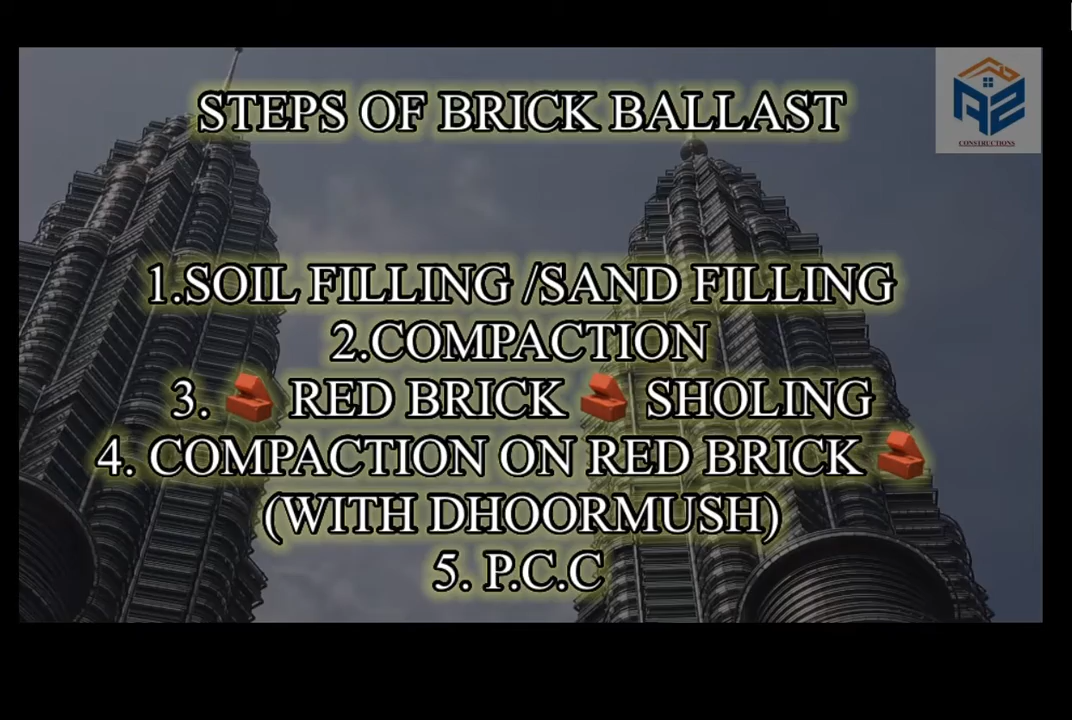 STEPS OF BRICK BALLAST
CONSTRUCTIONS
1.SOIL FILLING /SAND FILLING
2.COMPACTION
3. 🧱 RED BRICK 🧱 SHOLING
4. COMPACTION ON RED BRICK 🧱
(WITH DHOORMUSH)
5. P.C.C